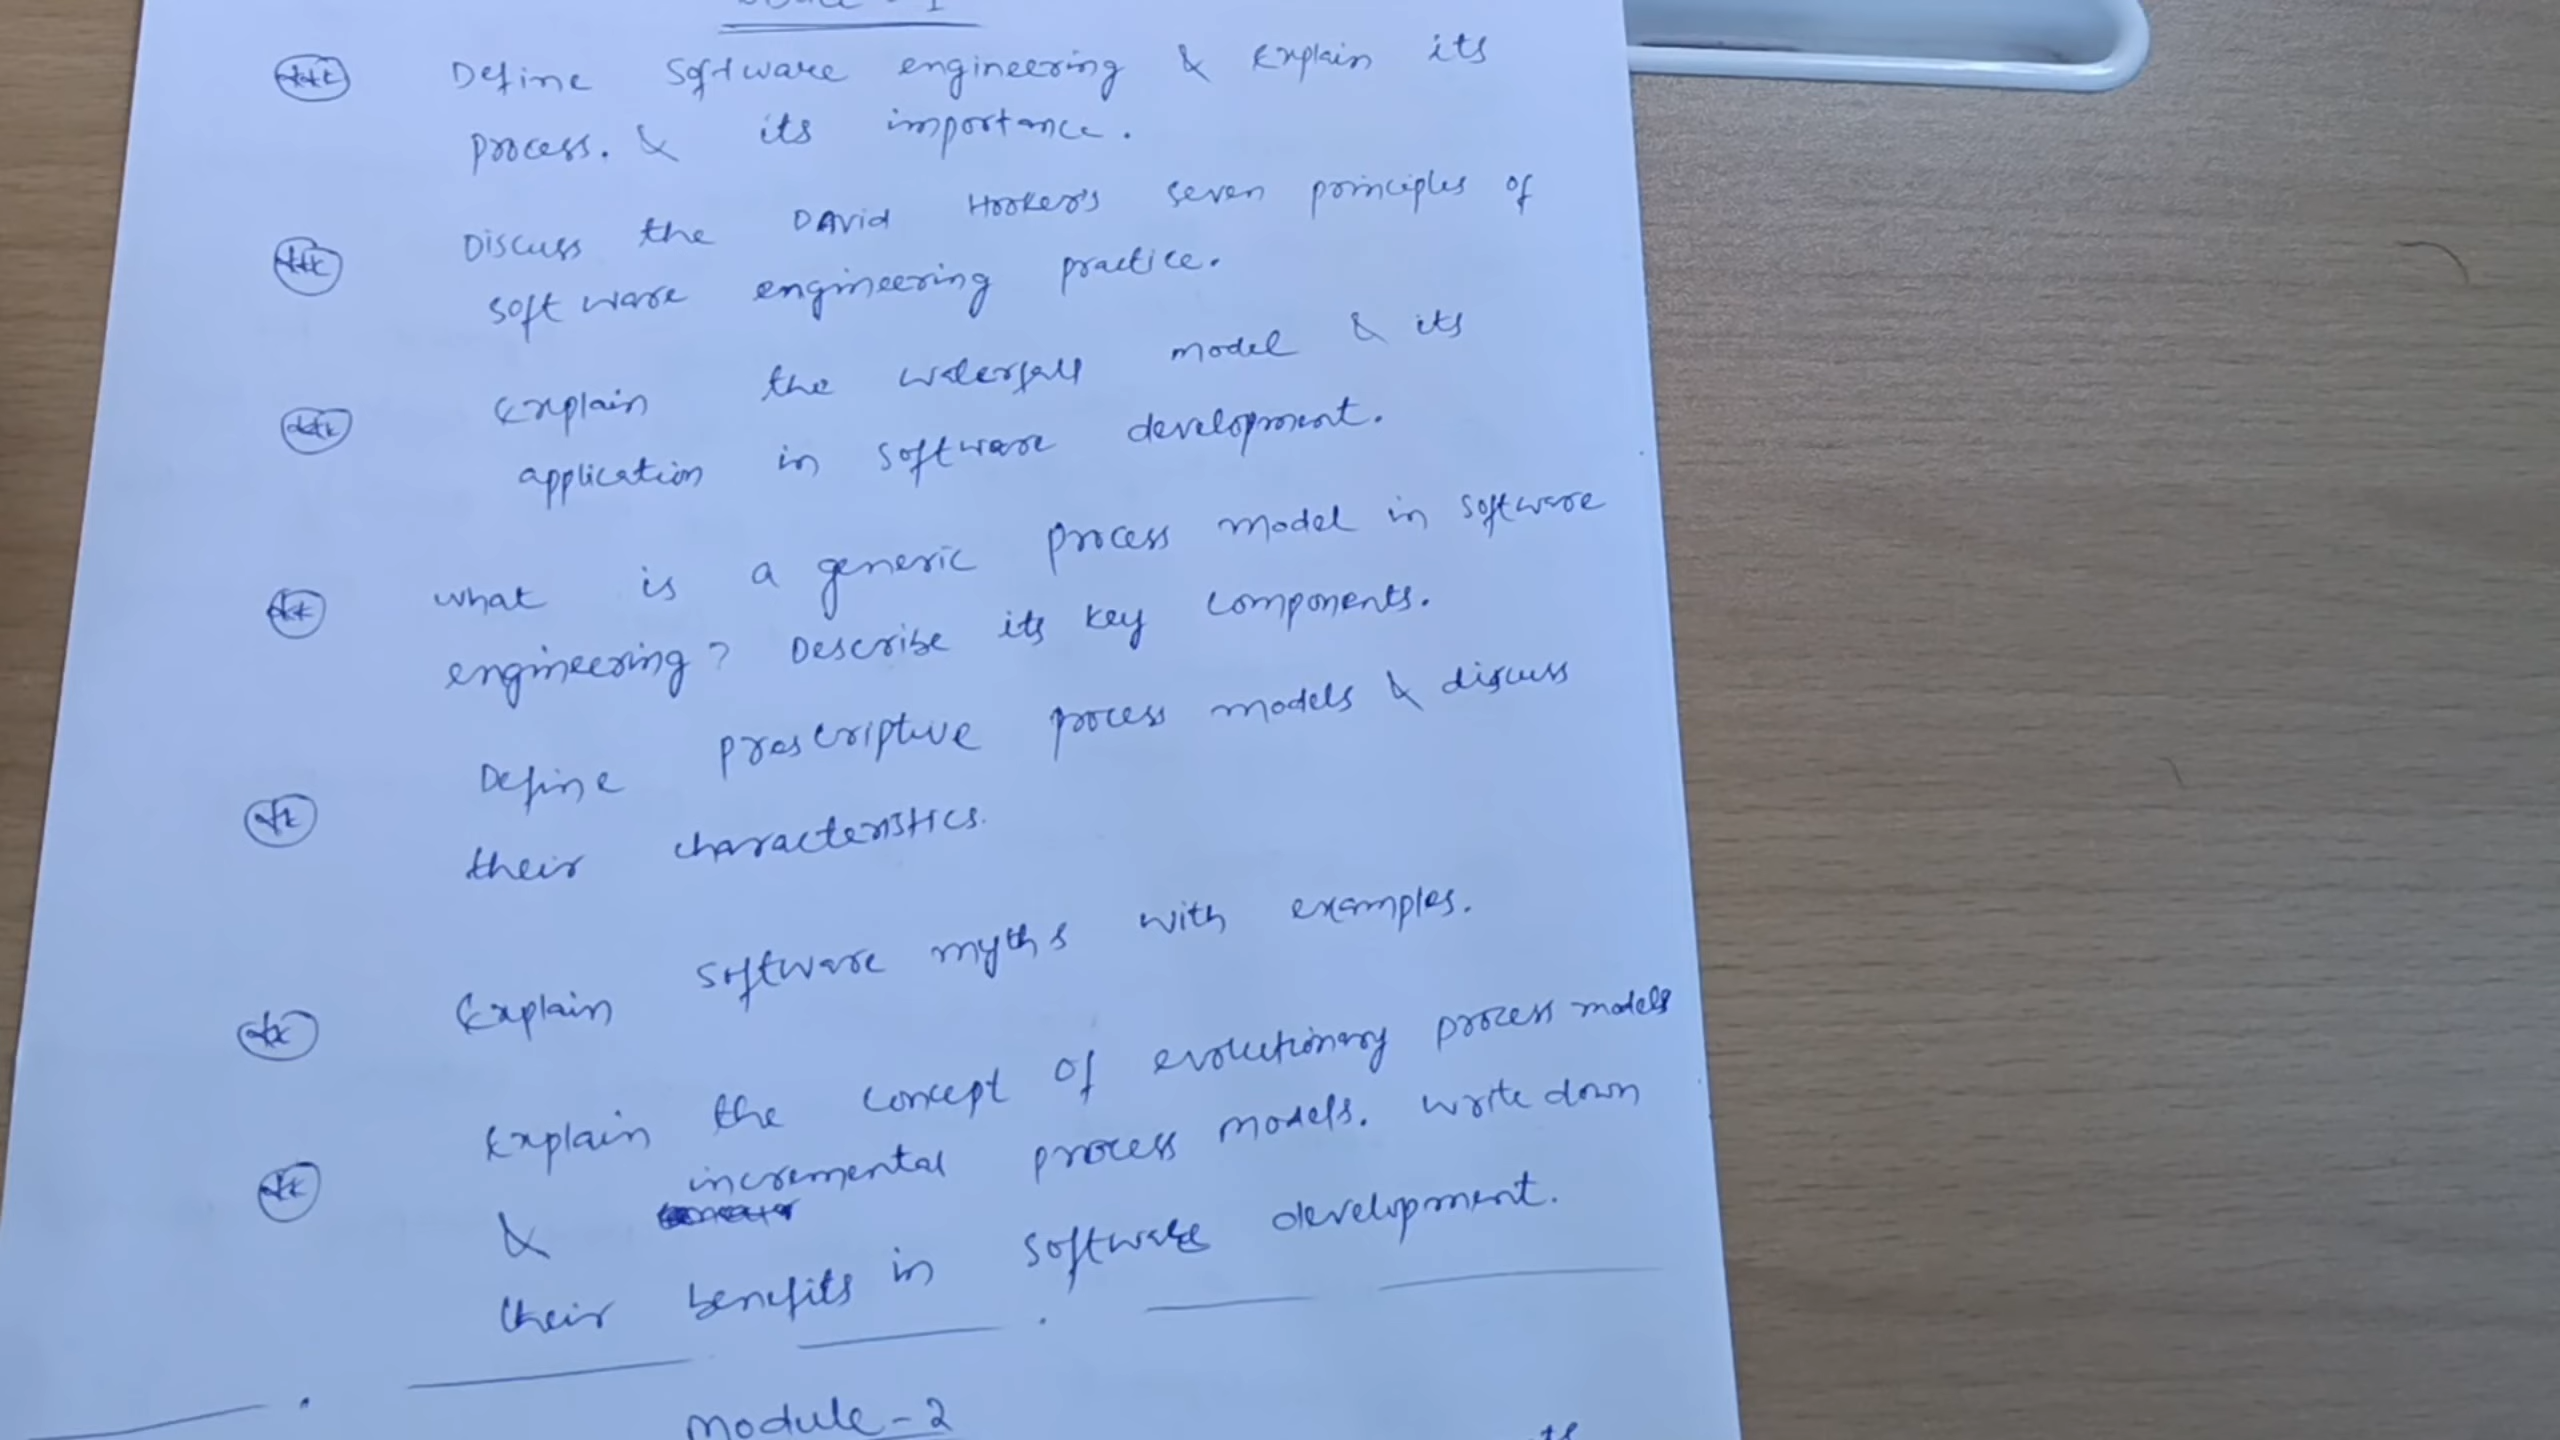 Define Software engineering & Explain its
process. & its importance.
Discuss the DAVid Hooker's seven principles of
software engineering practice.
Explain the waterfall model & its
application in software development.
what is a generic process model in software
engineering? Describe its key components.
Define prescriptive process models & discuss
their characteristics.
Explain software myths with examples.
Explain the concept of evolutionary process models
& incremental process models. write down
their benefits in software development.
Module - 2